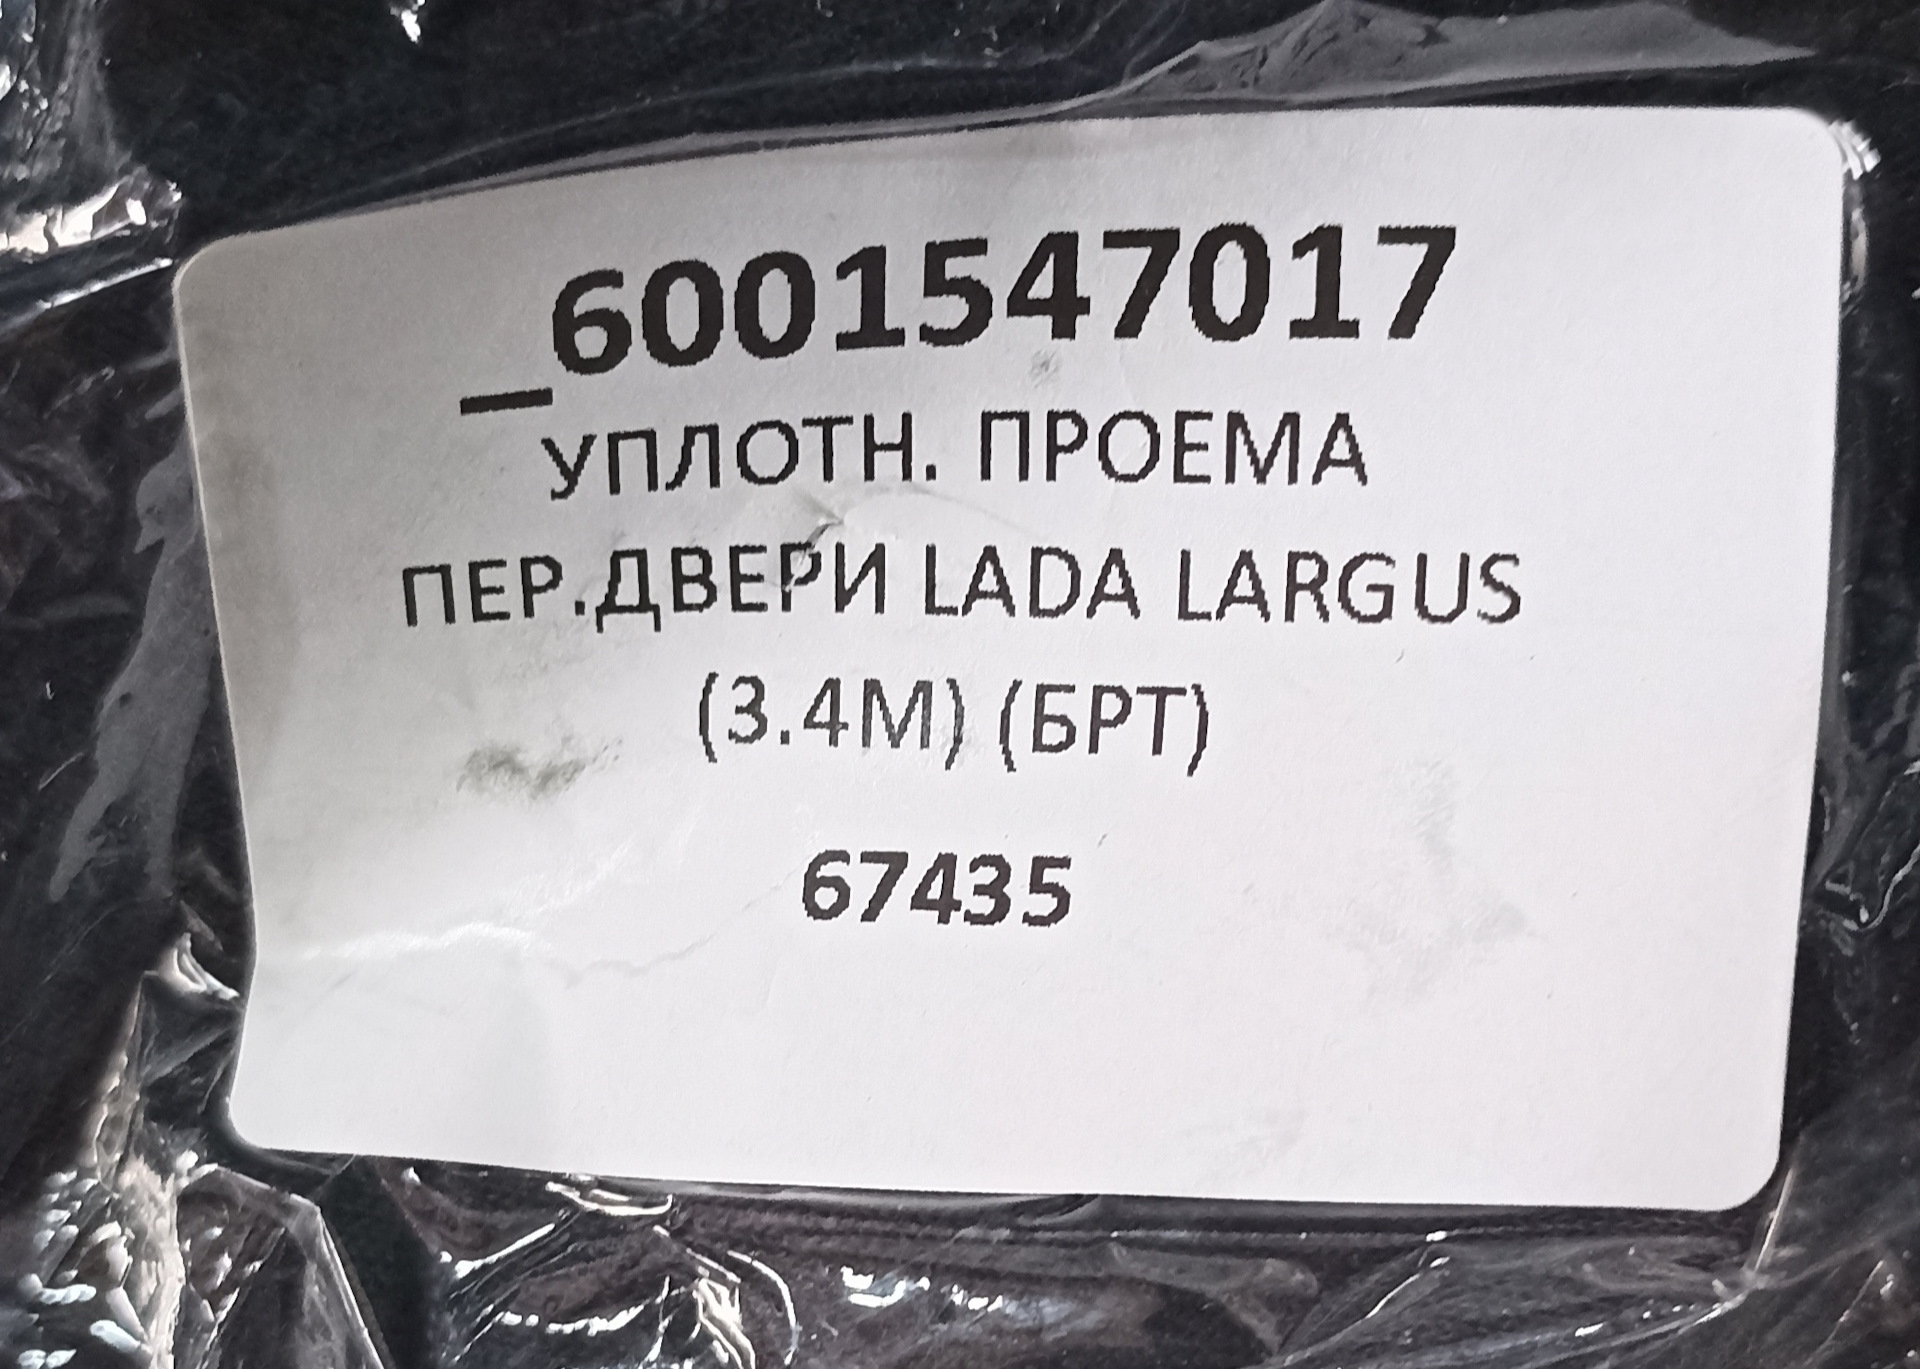 _6001547017
УПЛОТН. ПРОЕМА
ПЕР.ДВЕРИ LADA LARGUS
(3.4М) (БРТ)
67435